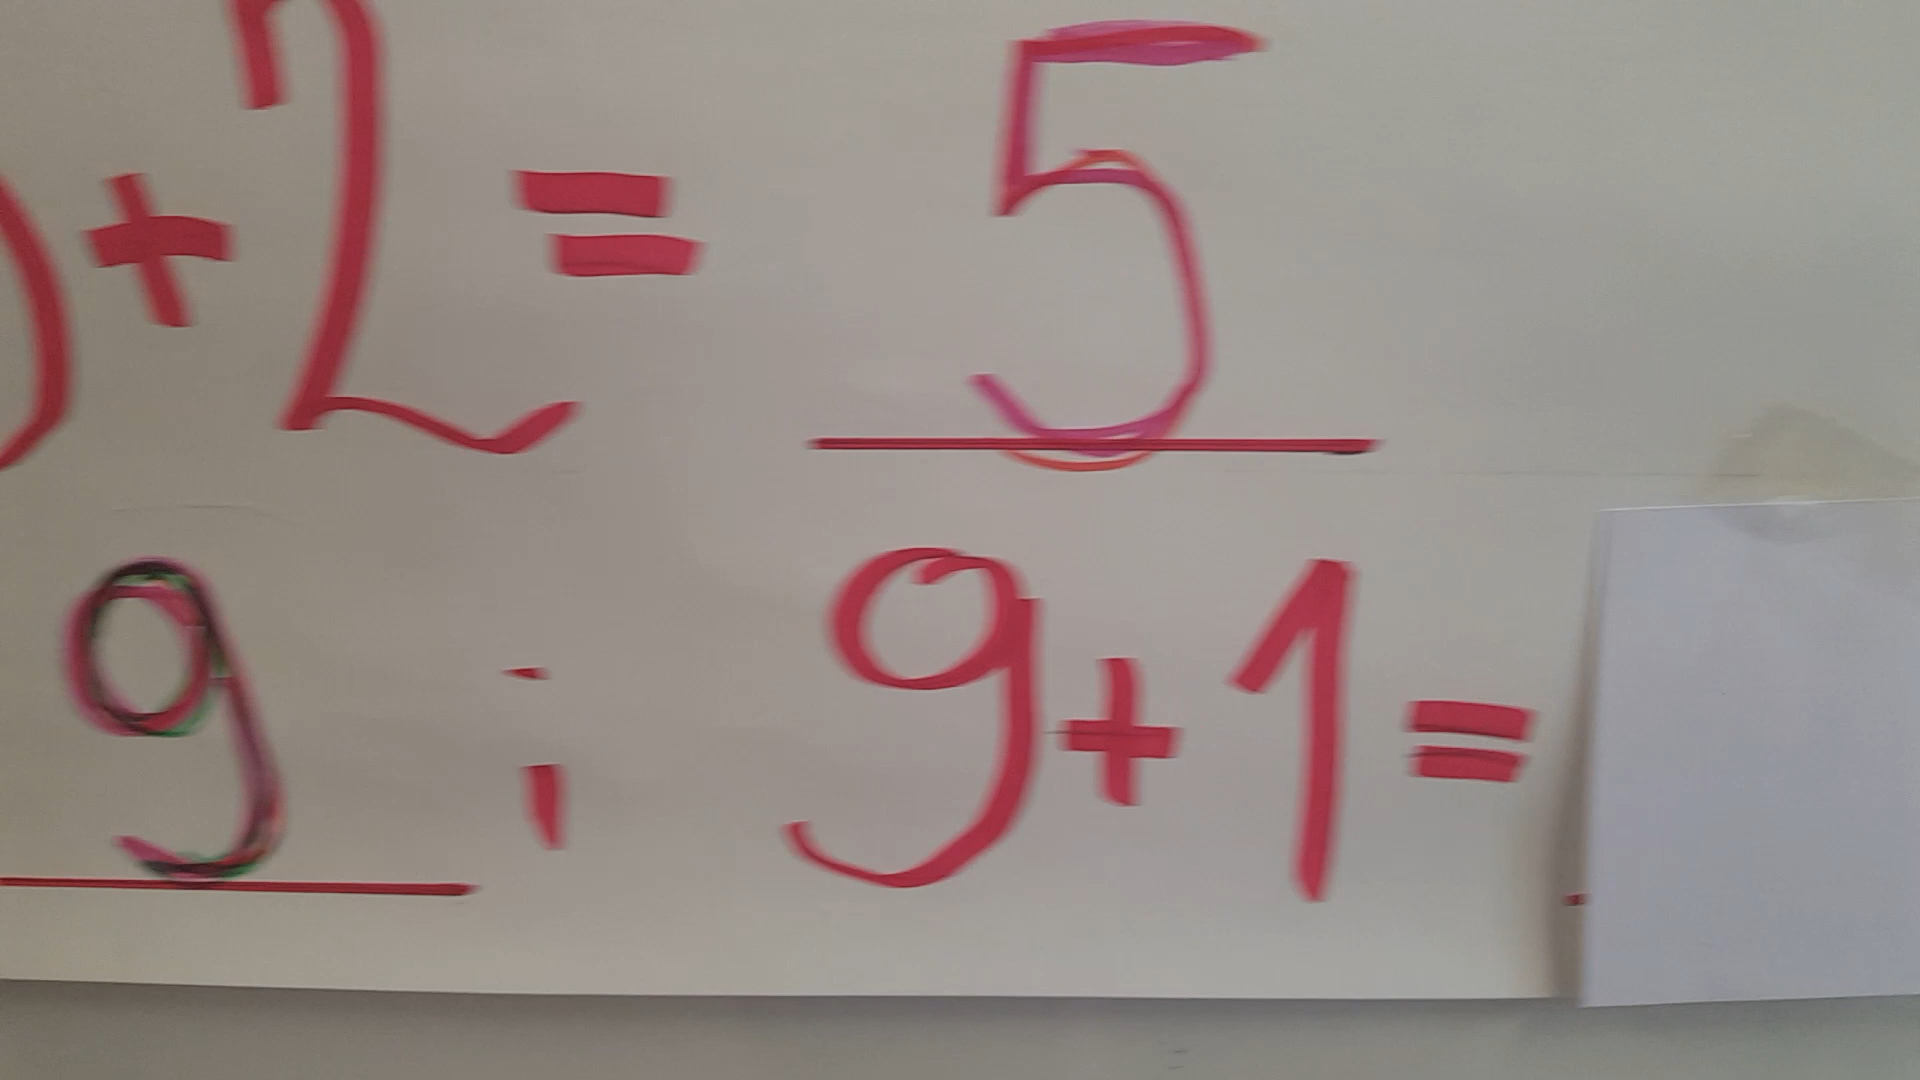 +2= 5
9 ; 9+1=